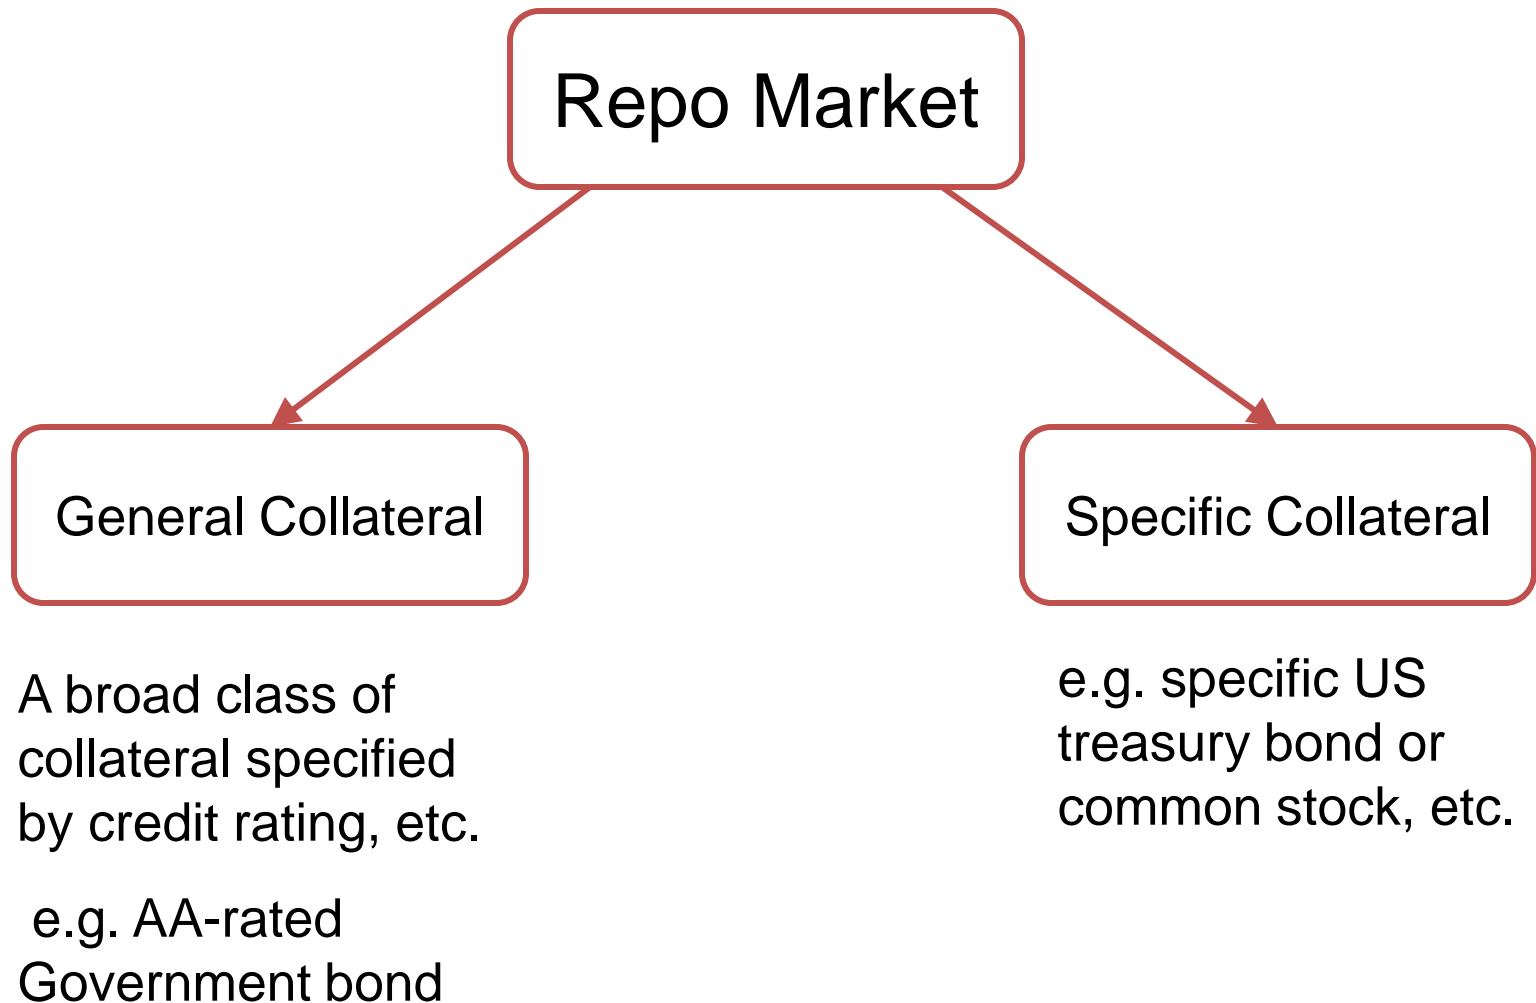 Repo Market
General Collateral
Specific Collateral
A broad class of
collateral specified
by credit rating, etc.
e.g. AA-rated
Government bond
e.g. specific US
treasury bond or
common stock, etc.